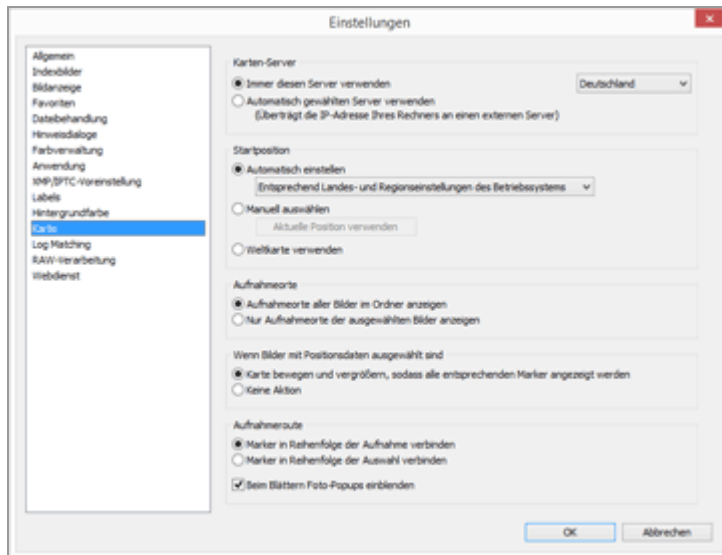 Einstellungen
Allgemein
Indexbilder
Bildanzeige
Favoriten
Dateibehandlung
Hinweisdialoge
Farbverwaltung
Anwendung
XMP/IPTC-Voreinstellung
Labels
Hintergrundfarbe
Karte
Log Matching
RAW-Verarbeitung
Webdienst
Karten-Server
Immer diesen Server verwenden
Deutschland
Automatisch gewählten Server verwenden
(Überträgt die IP-Adresse Ihres Rechners an einen externen Server)
Startposition
Automatisch einstellen
Entsprechend Landes- und Regionseinstellungen des Betriebssystems
Manuell auswählen
Aktuelle Position verwenden
Weltkarte verwenden
Aufnahmeorte
Aufnahmeorte aller Bilder im Ordner anzeigen
Nur Aufnahmeorte der ausgewählten Bilder anzeigen
Wenn Bilder mit Positionsdaten ausgewählt sind
Karte bewegen und vergrößern, sodass alle entsprechenden Marker angezeigt werden
Keine Aktion
Aufnahmeroute
Marker in Reihenfolge der Aufnahme verbinden
Marker in Reihenfolge der Auswahl verbinden
Beim Blättern Foto-Popups einblenden
OK
Abbrechen